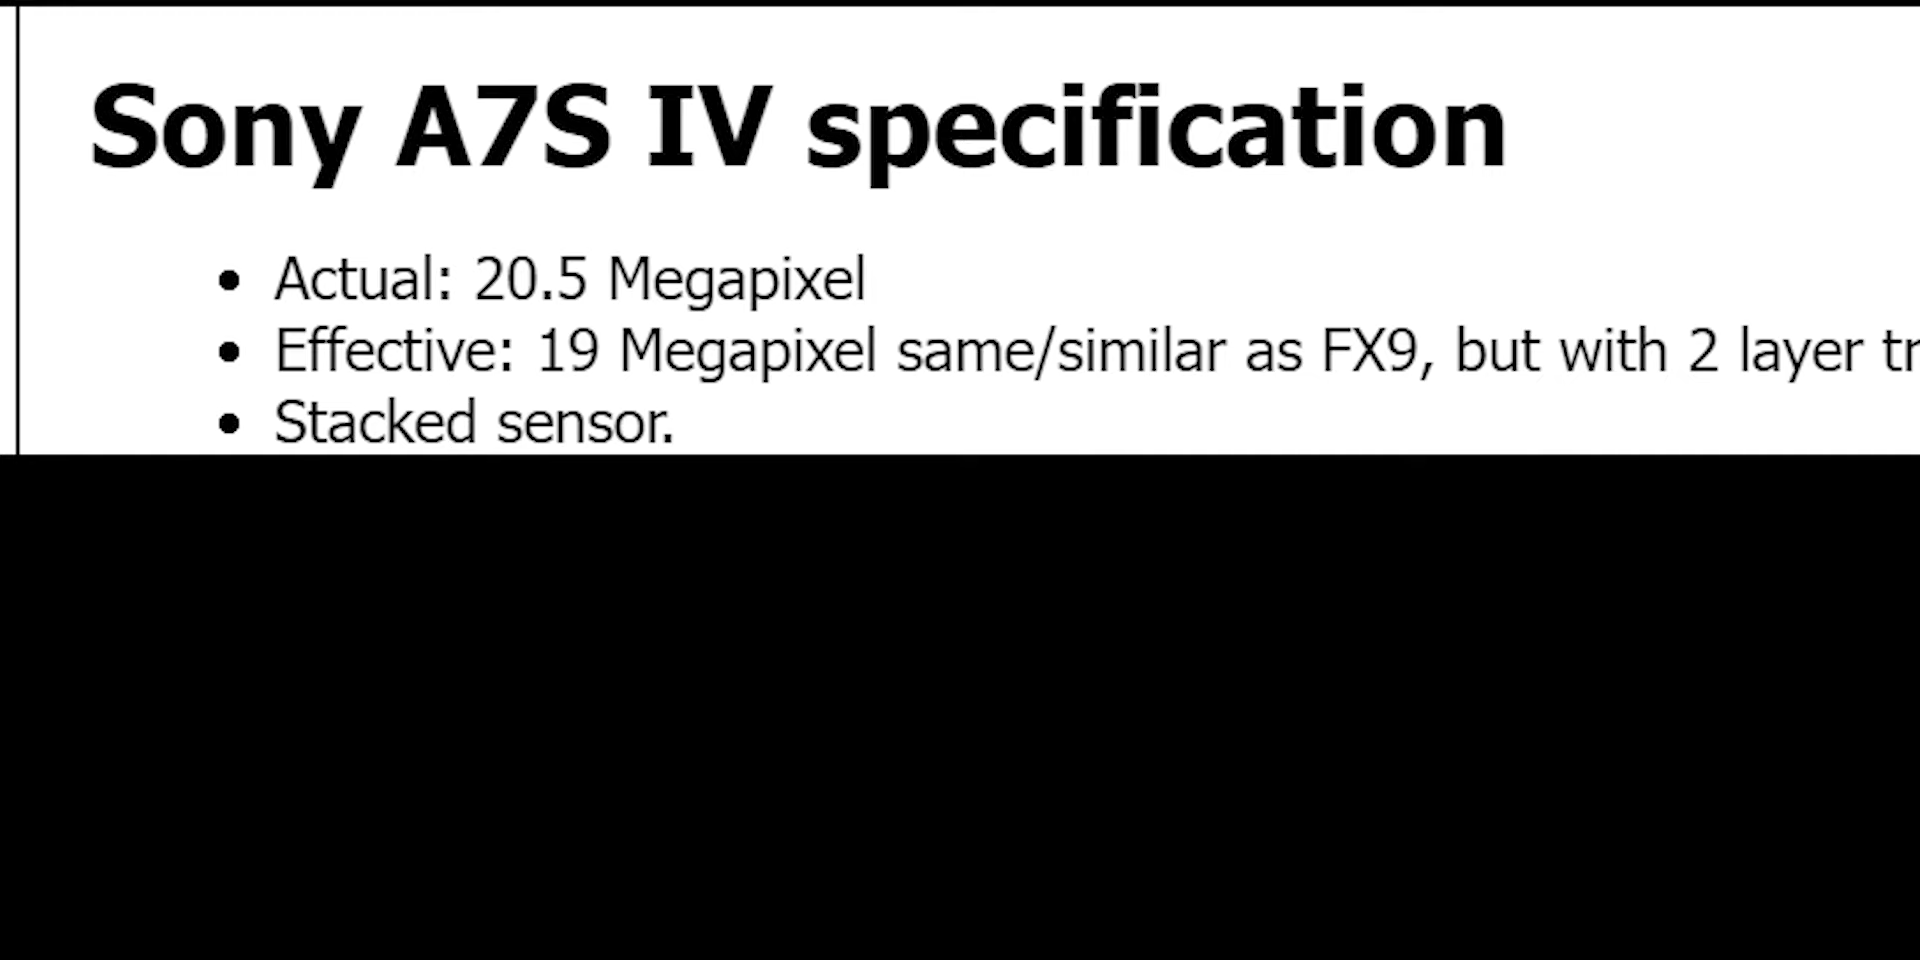 Sony A7S IV specification
• Actual: 20.5 Megapixel
• Effective: 19 Megapixel same/similar as FX9, but with 2 layer
• Stacked sensor.